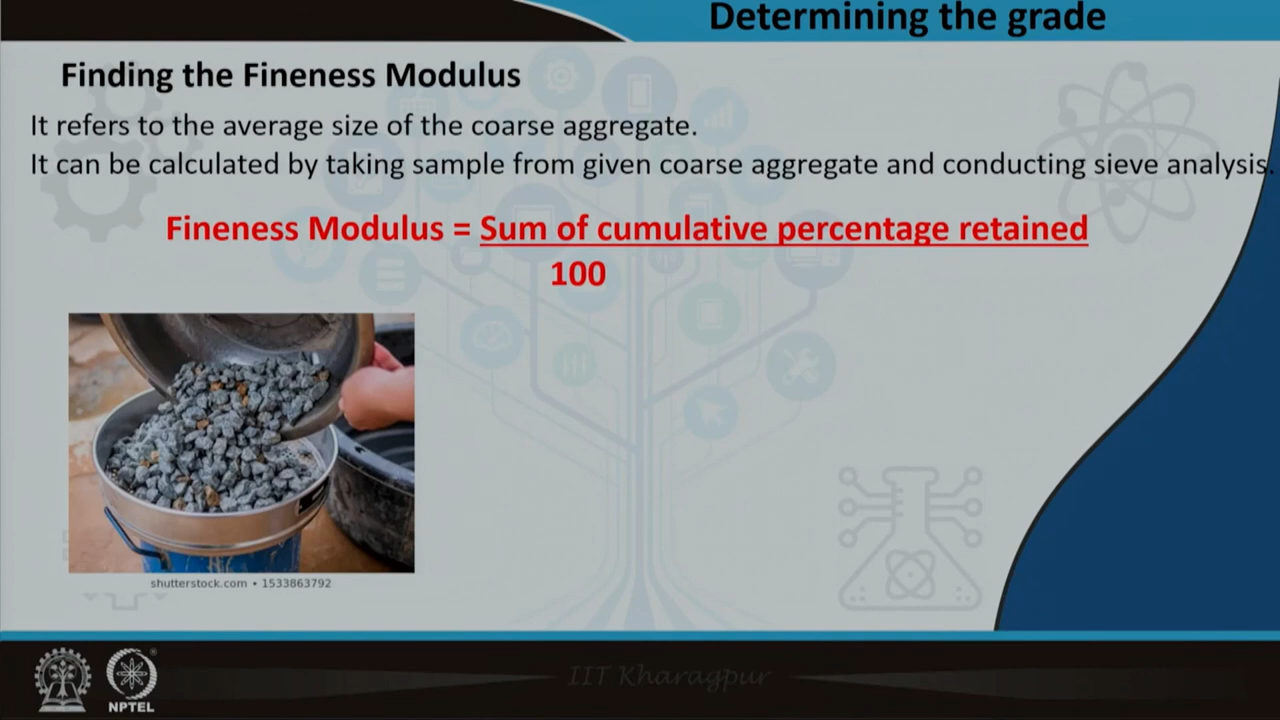 Determining the grade
Finding the Fineness Modulus
It refers to the average size of the coarse aggregate.
It can be calculated by taking sample from given coarse aggregate and conducting sieve analysis.
Fineness Modulus = Sum of cumulative percentage retained
100
shutterstock.com • 1533863792
IIT Kharagpur
NPTEL